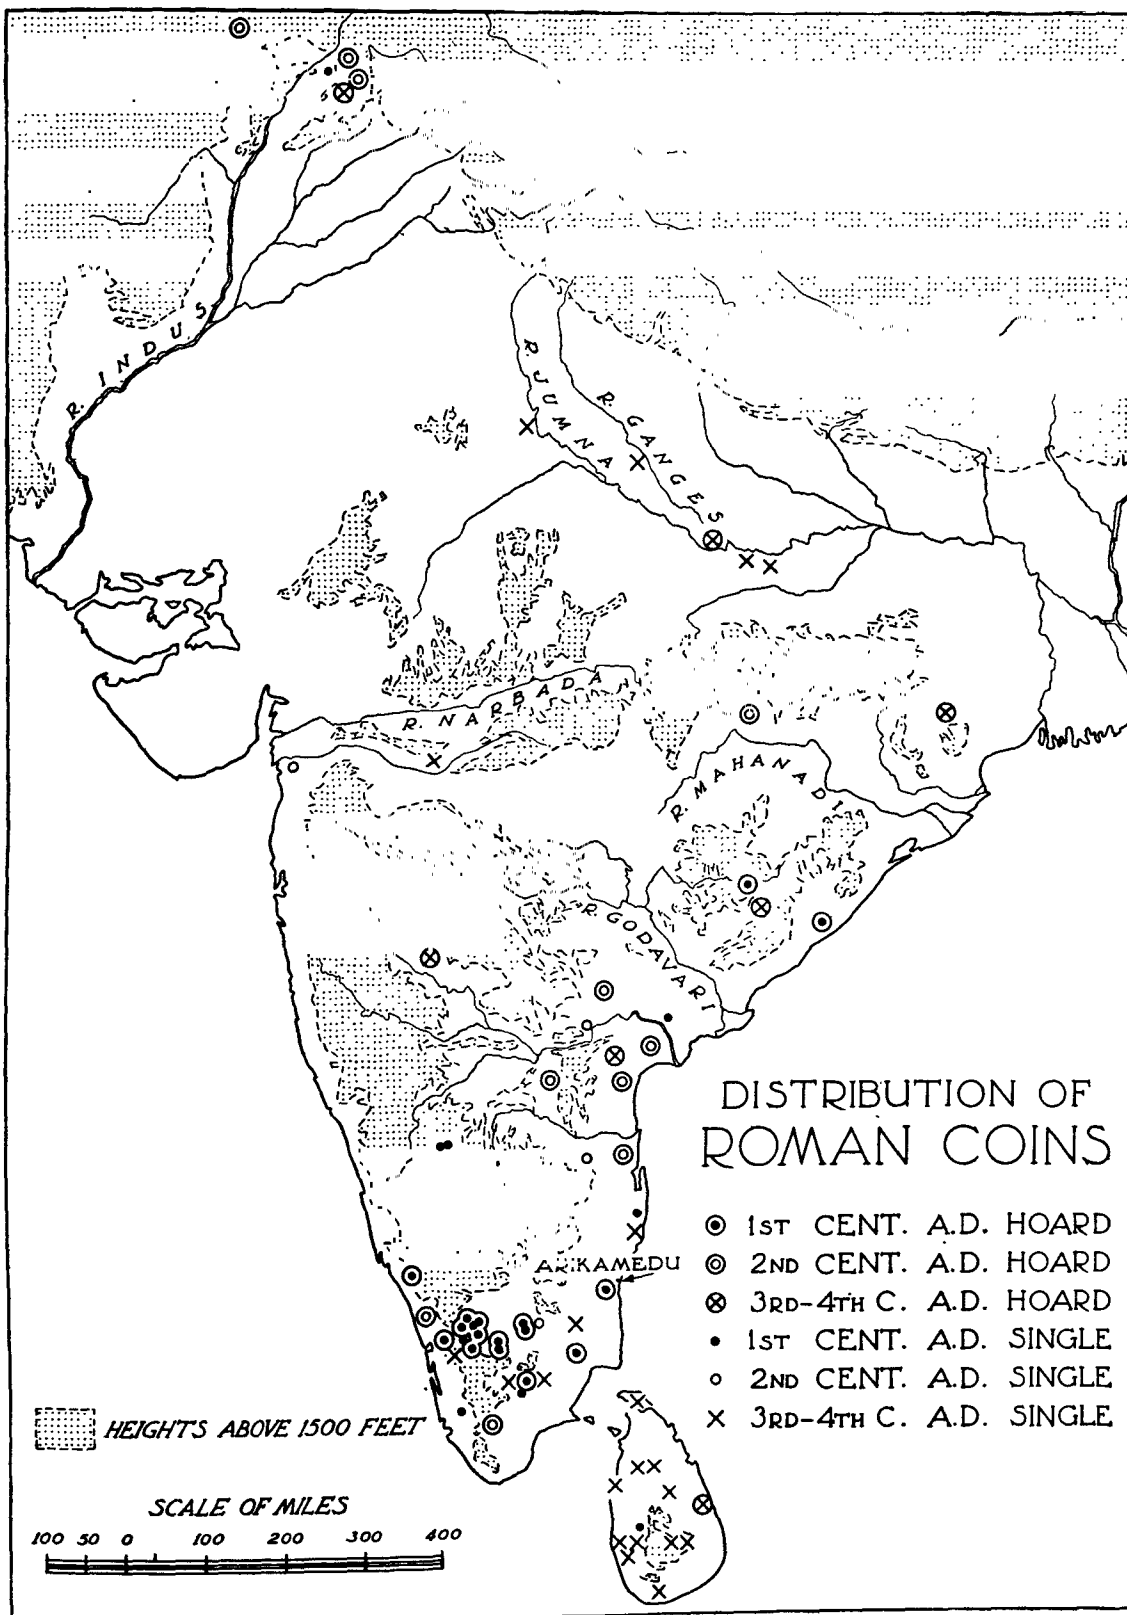 R. INDUS
R. JUMNA
R. GANGES
R. NARBADA
R. MAHANADI
R. GODAVARI
DISTRIBUTION OF
ROMAN COINS
1ST CENT. A.D. HOARD
2ND CENT. A.D. HOARD
3RD-4TH C. A.D. HOARD
1ST CENT. A.D. SINGLE
2ND CENT. A.D. SINGLE
3RD-4TH C. A.D. SINGLE
ARIKAMEDU
HEIGHTS ABOVE 1500 FEET
SCALE OF MILES
100 50 0 100 200 300 400